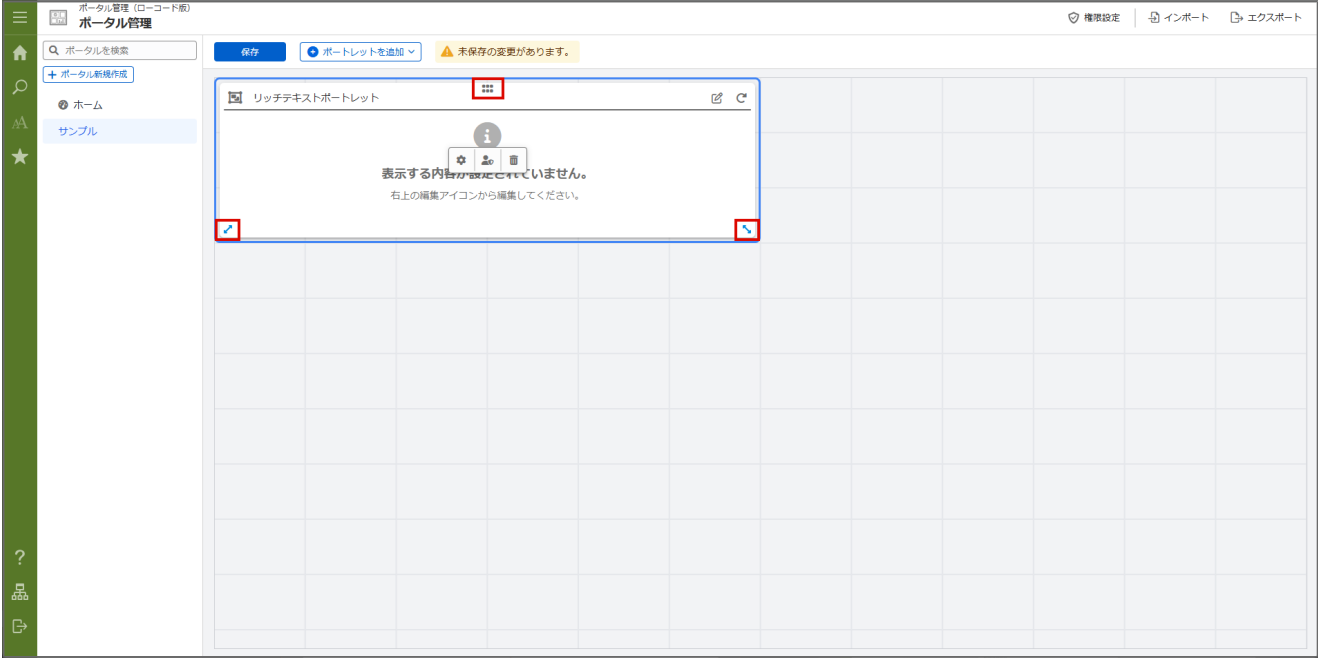 ポータル管理（ローコード版）
ポータル管理
権限設定
インポート
エクスポート
ポータルを検索
保存
ポートレットを追加
未保存の変更があります。
ポータル新規作成
ホーム
サンプル
リッチテキストポートレット
表示する内容が設定されていません。
右上の編集アイコンから編集してください。